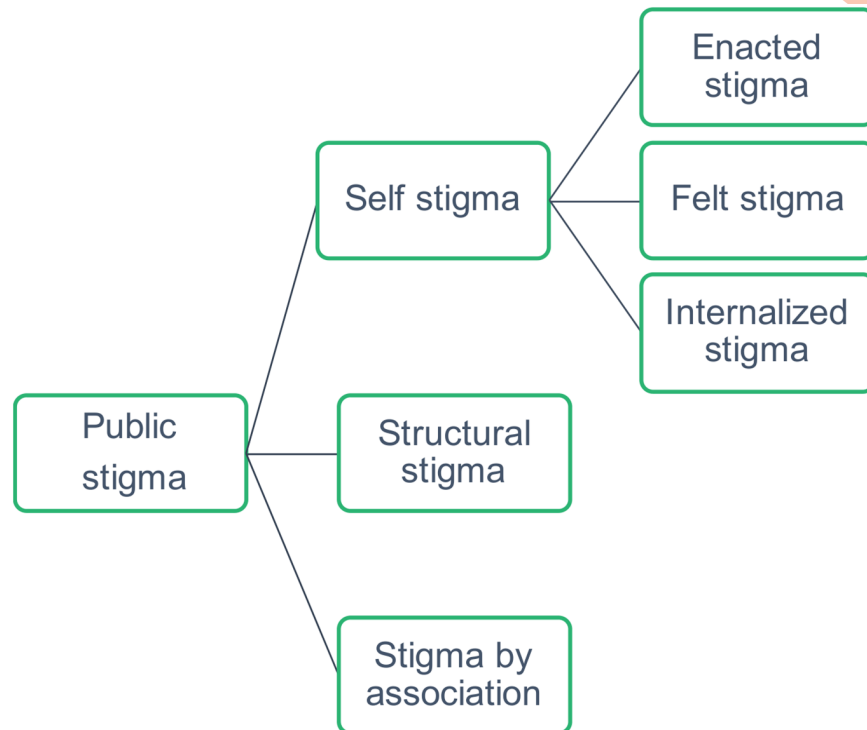 Enacted
stigma
Self stigma
Felt stigma
Internalized
stigma
Public
stigma
Structural
stigma
Stigma by
association